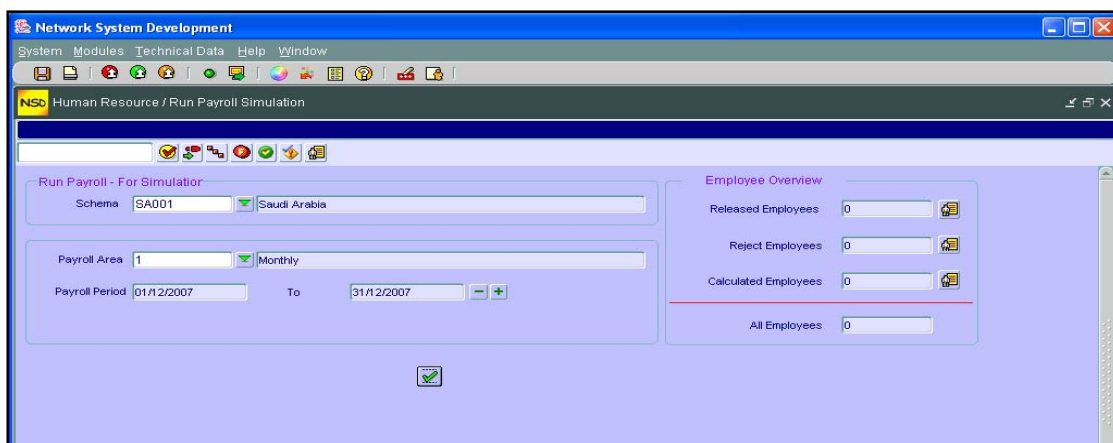 Network System Development
System Modules Technical Data Help Window
NSD Human Resource / Run Payroll Simulation
Run Payroll - For Simulatior
Schema SA001 Saudi Arabia
Payroll Area 1 Monthly
Payroll Period 01/12/2007 To 31/12/2007
Employee Overview
Released Employees 0
Reject Employees 0
Calculated Employees 0
All Employees 0